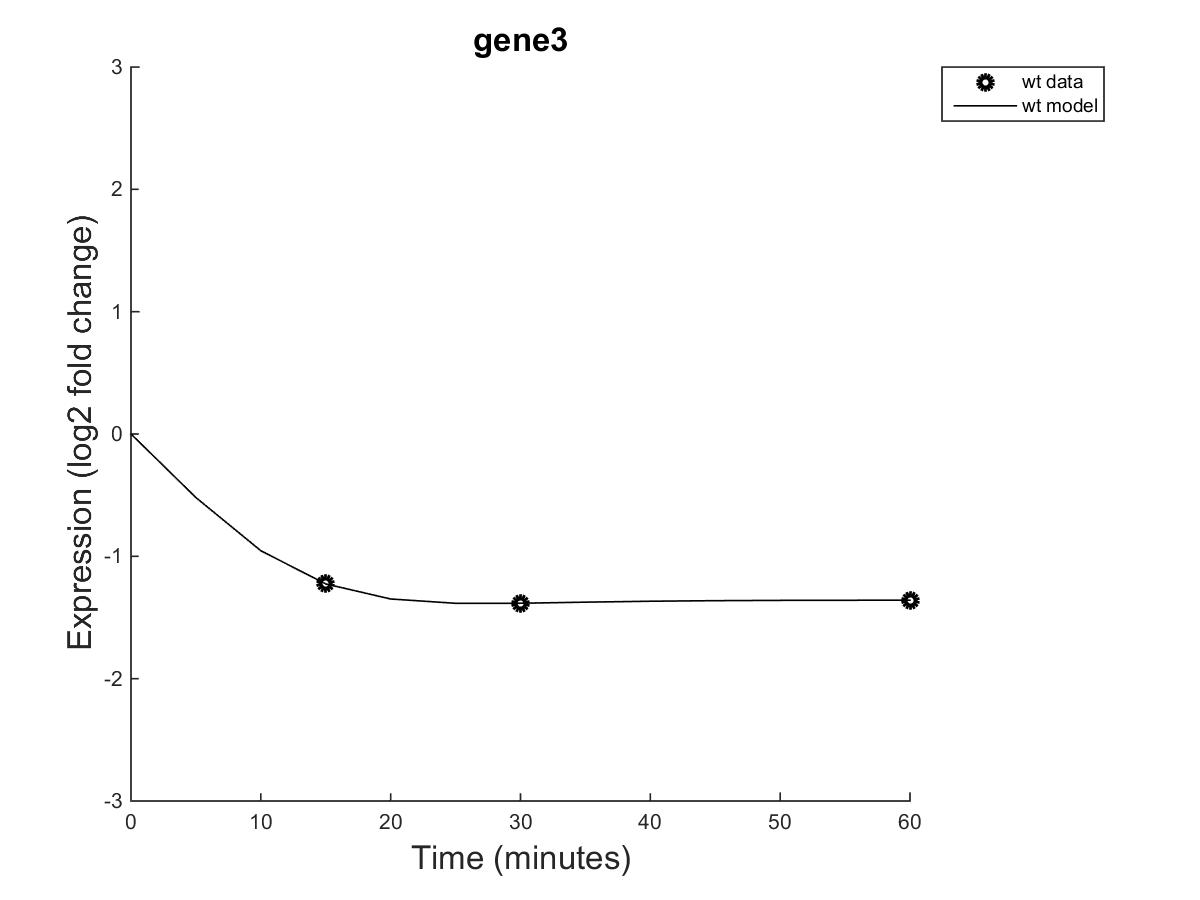 gene3
wt data
wt model
Expression (log2 fold change)
3
2
1
0
-1
-2
-3
0 10 20 30 40 50 60
Time (minutes)